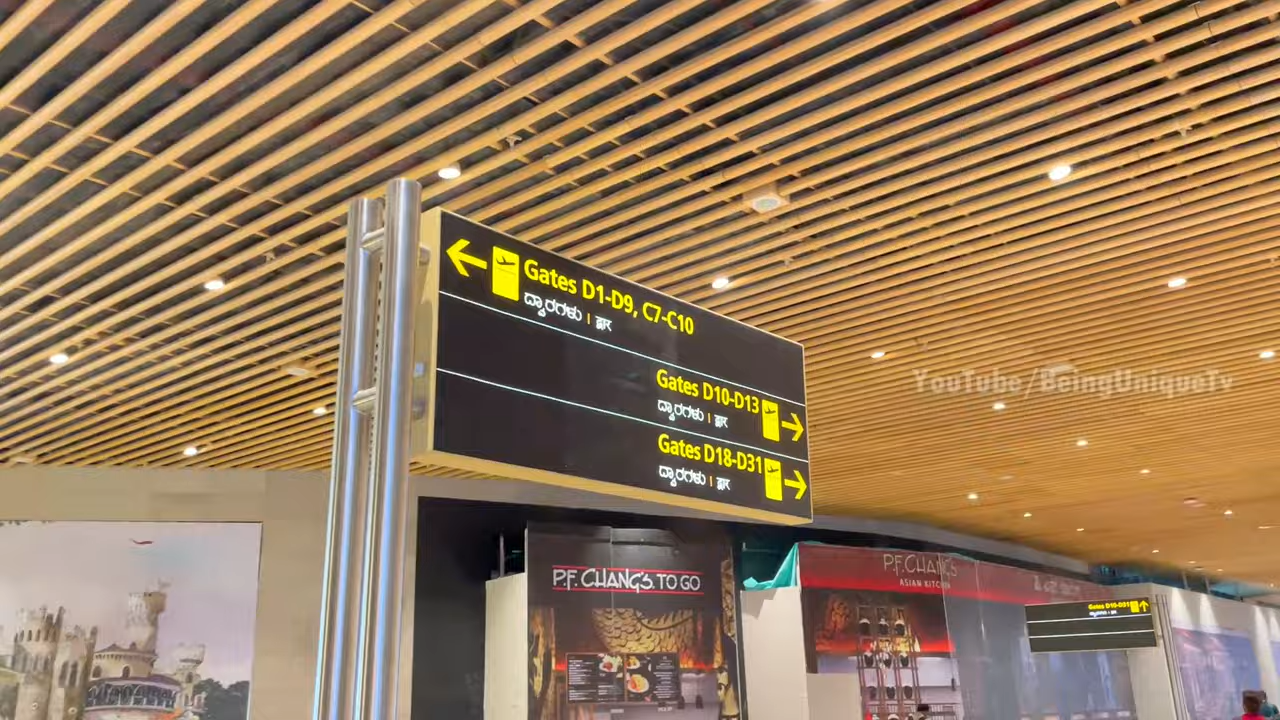 Gates D1-D9, C7-C10
ದ್ವಾರಗಳು | द्वार
Gates D10-D13
ದ್ವಾರಗಳು | द्वार
Gates D18-D31
ದ್ವಾರಗಳು | द्वार
YouTube/BeingUniqueTv
P.F. CHANG'S TO GO
P.F. CHANG'S
ASIAN KITCHEN
Gates D10-D31